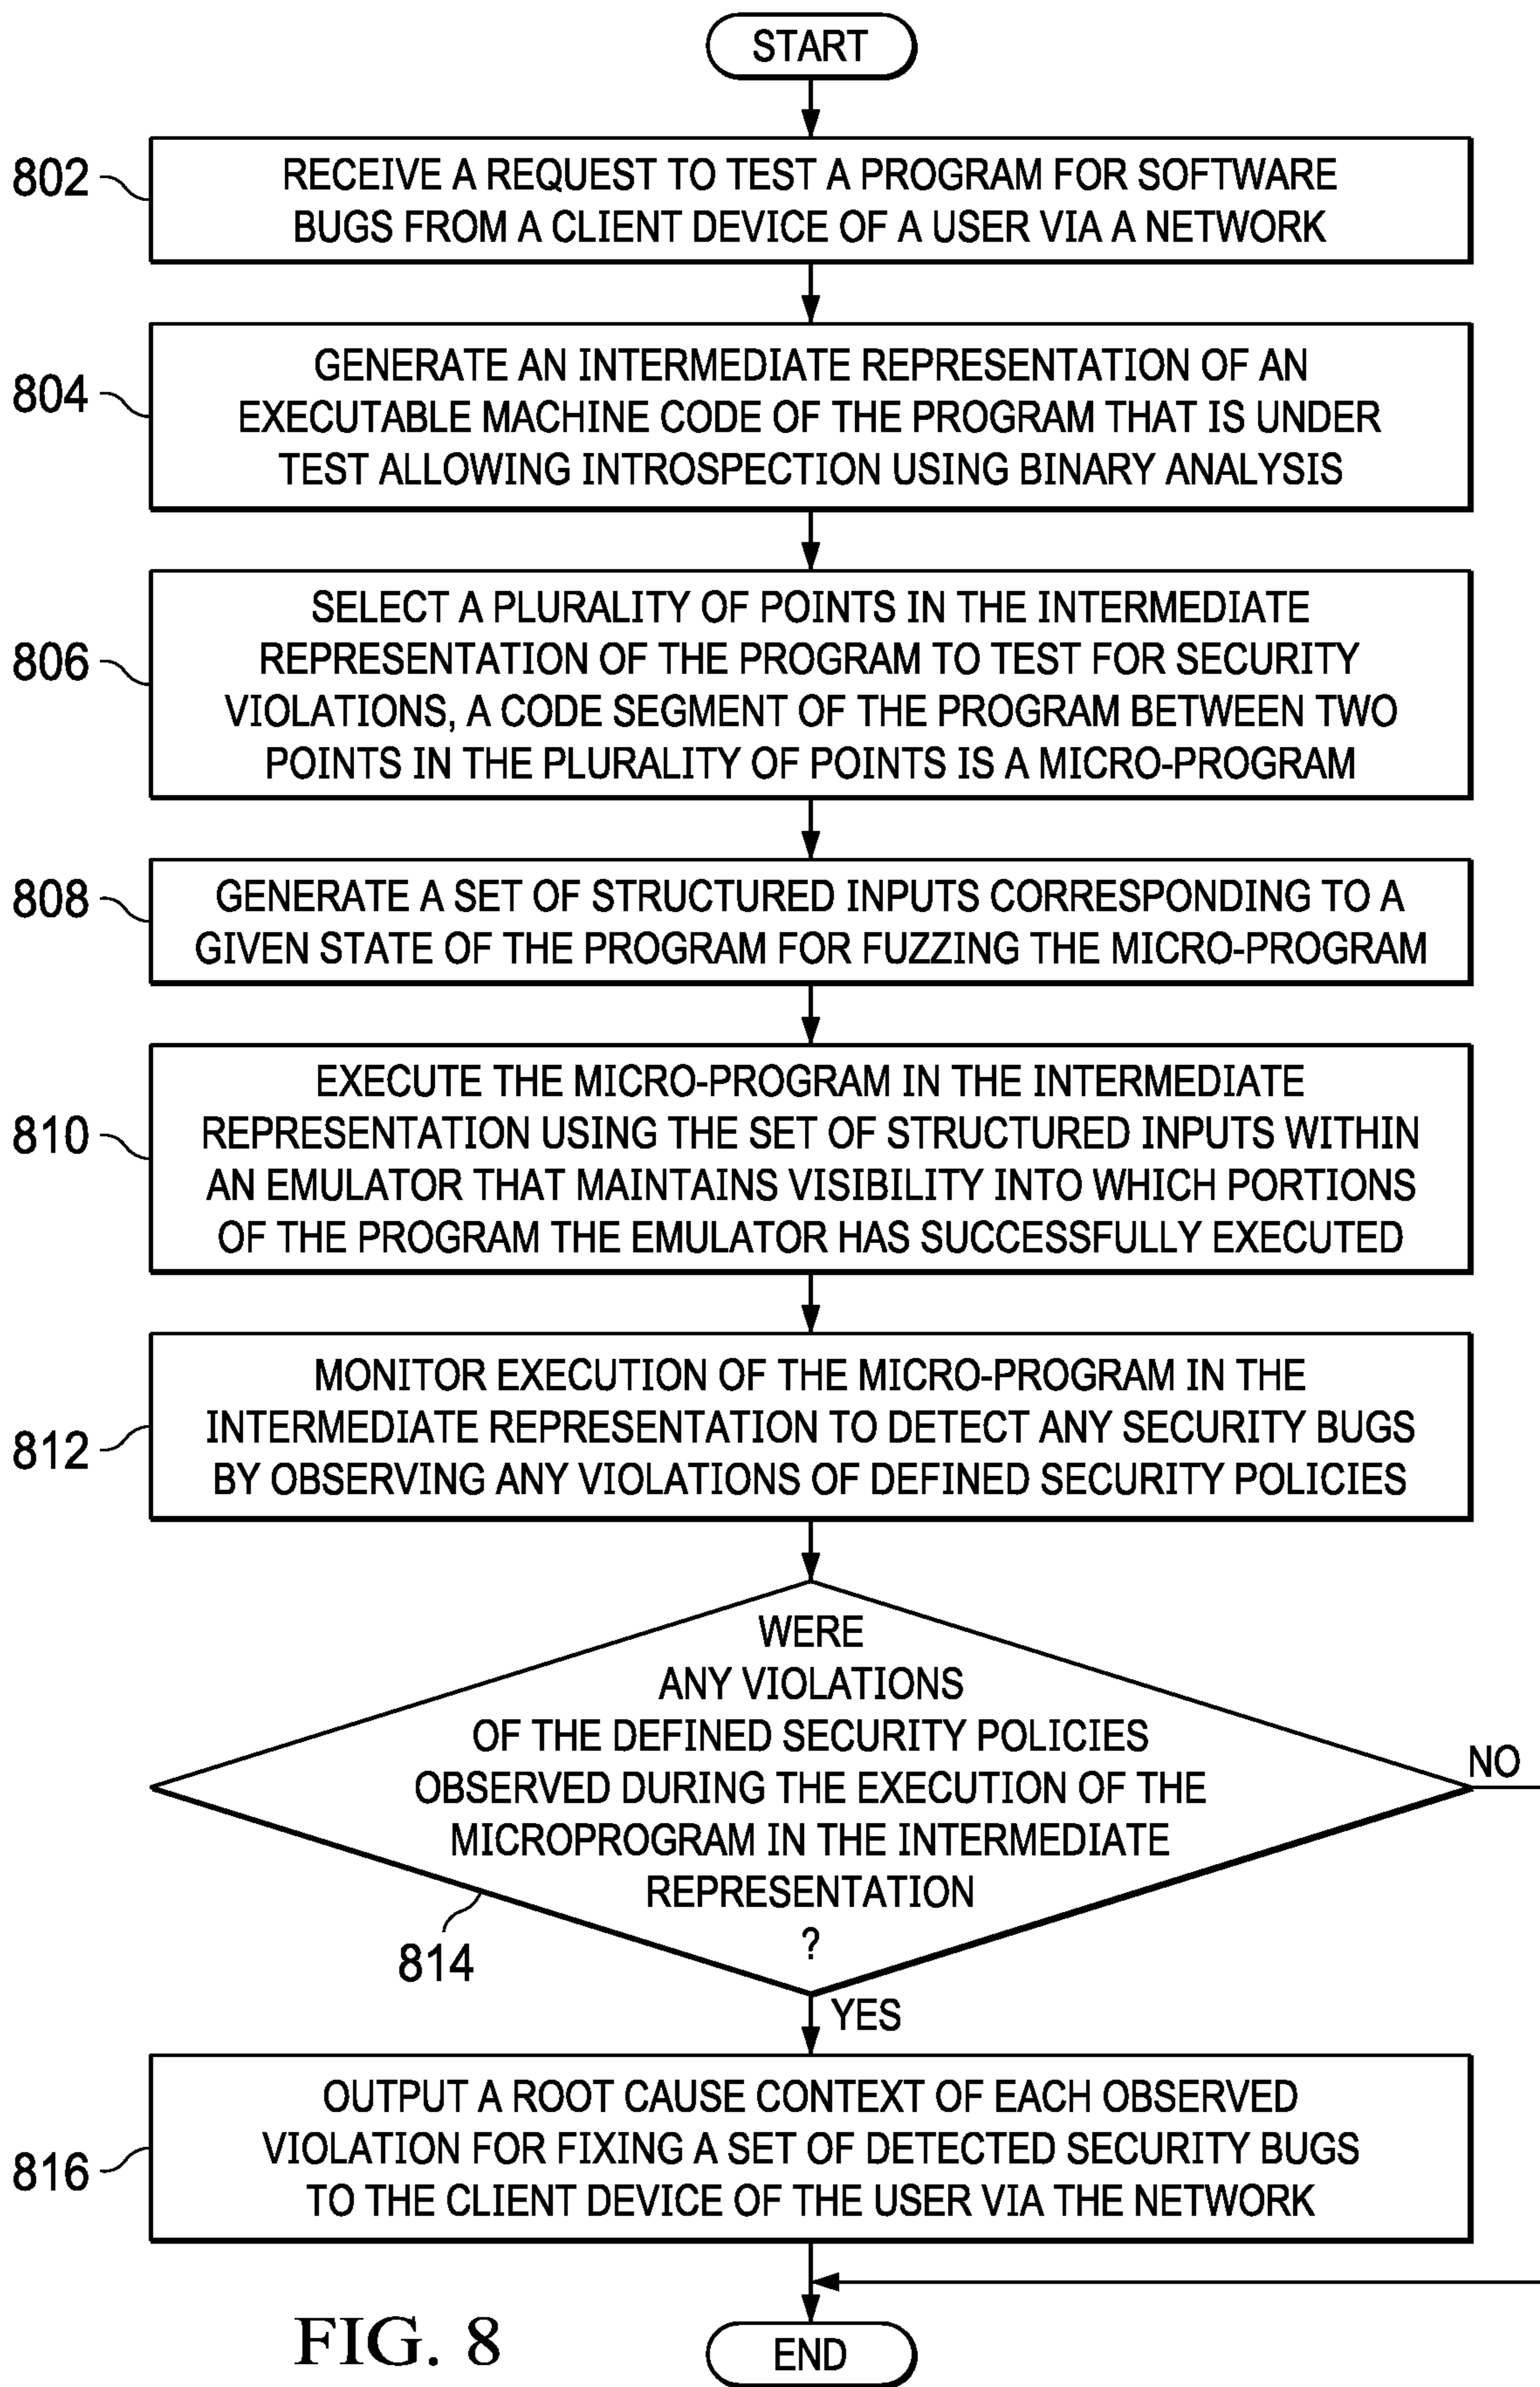 START
802
RECEIVE A REQUEST TO TEST A PROGRAM FOR SOFTWARE
BUGS FROM A CLIENT DEVICE OF A USER VIA A NETWORK
804
GENERATE AN INTERMEDIATE REPRESENTATION OF AN
EXECUTABLE MACHINE CODE OF THE PROGRAM THAT IS UNDER
TEST ALLOWING INTROSPECTION USING BINARY ANALYSIS
806
SELECT A PLURALITY OF POINTS IN THE INTERMEDIATE
REPRESENTATION OF THE PROGRAM TO TEST FOR SECURITY
VIOLATIONS, A CODE SEGMENT OF THE PROGRAM BETWEEN TWO
POINTS IN THE PLURALITY OF POINTS IS A MICRO-PROGRAM
808
GENERATE A SET OF STRUCTURED INPUTS CORRESPONDING TO A
GIVEN STATE OF THE PROGRAM FOR FUZZING THE MICRO-PROGRAM
810
EXECUTE THE MICRO-PROGRAM IN THE INTERMEDIATE
REPRESENTATION USING THE SET OF STRUCTURED INPUTS WITHIN
AN EMULATOR THAT MAINTAINS VISIBILITY INTO WHICH PORTIONS
OF THE PROGRAM THE EMULATOR HAS SUCCESSFULLY EXECUTED
812
MONITOR EXECUTION OF THE MICRO-PROGRAM IN THE
INTERMEDIATE REPRESENTATION TO DETECT ANY SECURITY BUGS
BY OBSERVING ANY VIOLATIONS OF DEFINED SECURITY POLICIES
WERE
ANY VIOLATIONS
OF THE DEFINED SECURITY POLICIES
OBSERVED DURING THE EXECUTION OF THE
MICROPROGRAM IN THE INTERMEDIATE
REPRESENTATION
?
NO
814
YES
816
OUTPUT A ROOT CAUSE CONTEXT OF EACH OBSERVED
VIOLATION FOR FIXING A SET OF DETECTED SECURITY BUGS
TO THE CLIENT DEVICE OF THE USER VIA THE NETWORK
FIG. 8
END